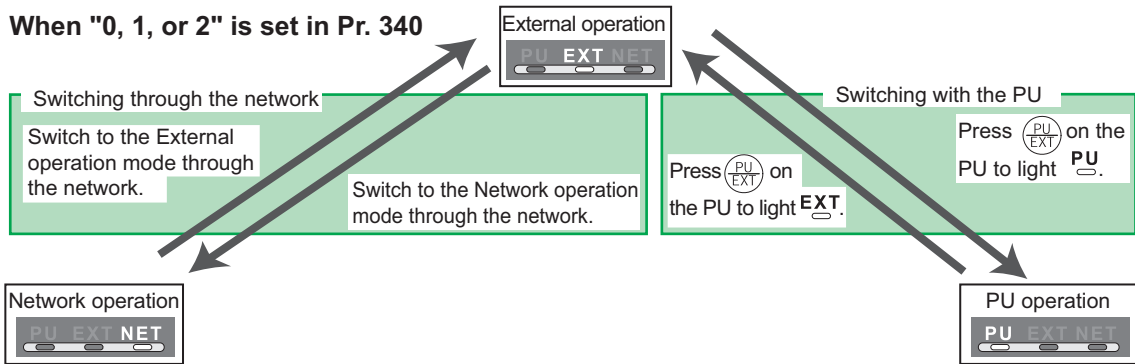 When "0, 1, or 2" is set in Pr. 340
External operation
PU EXT NET
Switching through the network
Switch to the External
operation mode through
the network.
Switch to the Network operation
mode through the network.
Switching with the PU
Press PU/EXT on the
PU to light PU.
Press PU/EXT on
the PU to light EXT.
Network operation
PU EXT NET
PU operation
PU EXT NET